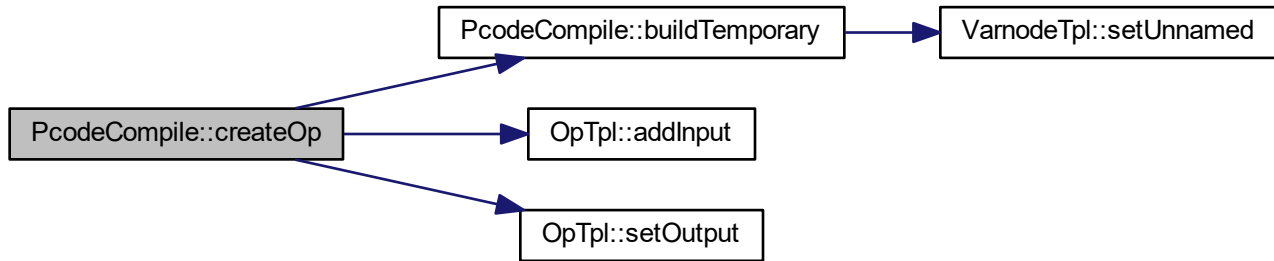 PcodeCompile::buildTemporary
VarnodeTpl::setUnnamed
PcodeCompile::createOp
OpTpl::addInput
OpTpl::setOutput